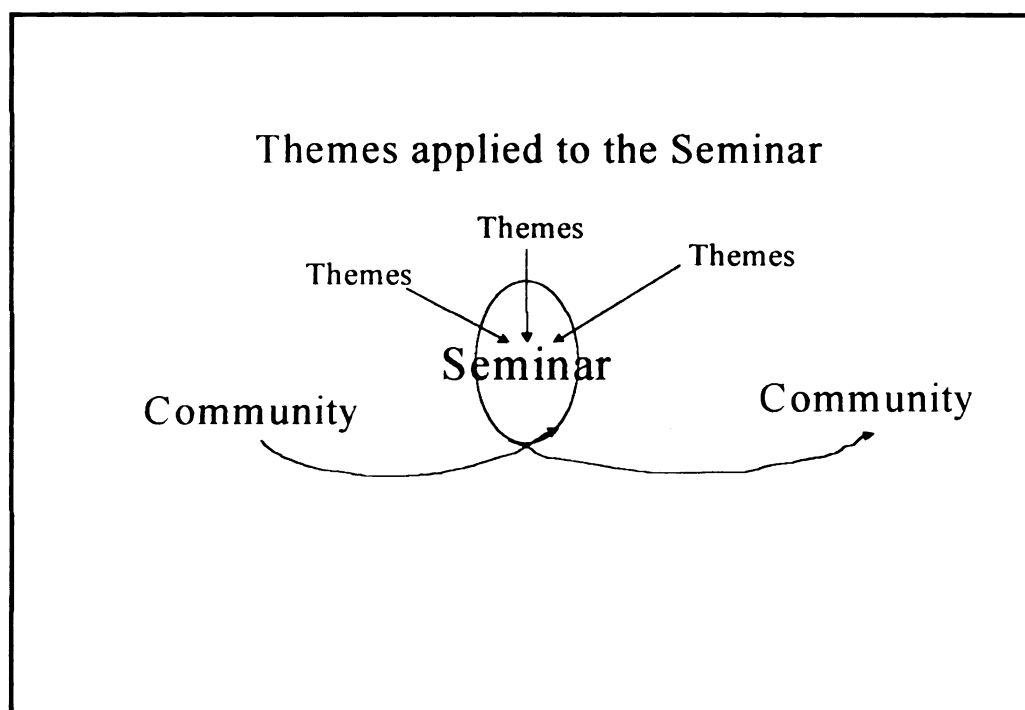 Themes applied to the Seminar
Themes
Themes
Themes
Seminar
Community
Community